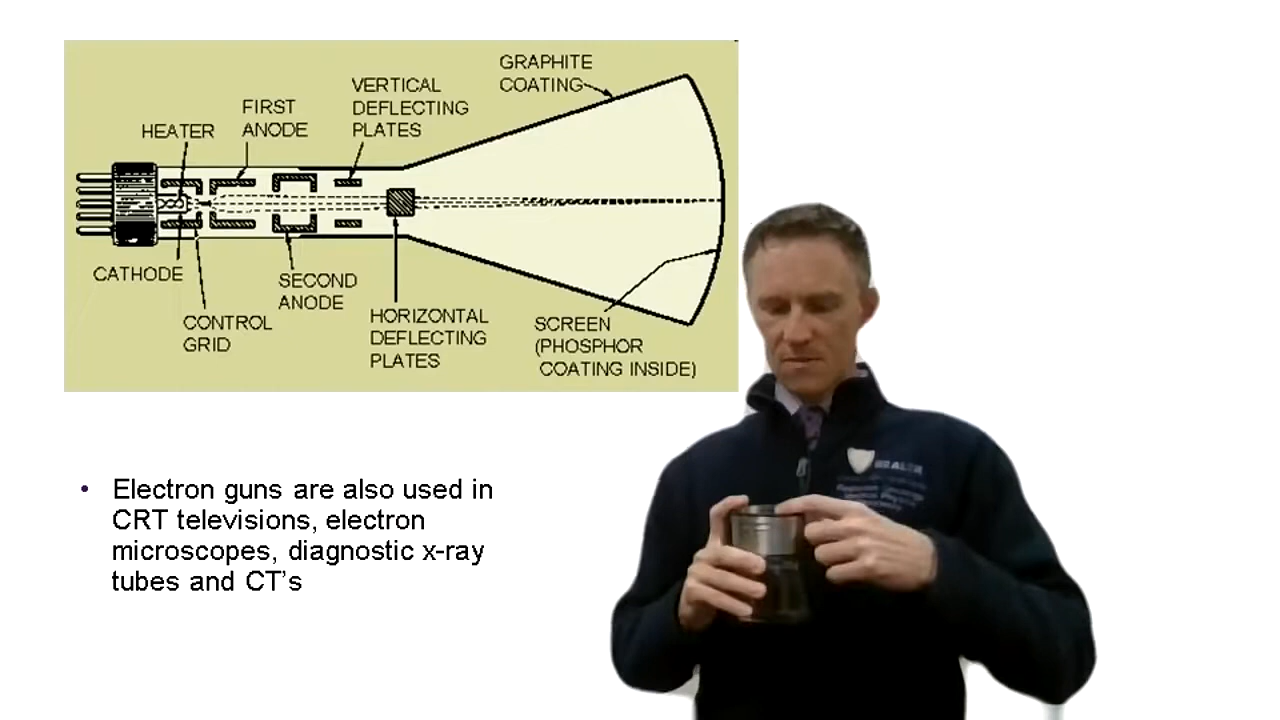 GRAPHITE
COATING
VERTICAL
DEFLECTING
PLATES
FIRST
ANODE
HEATER
CATHODE
SECOND
ANODE
CONTROL
GRID
HORIZONTAL
DEFLECTING
PLATES
SCREEN
(PHOSPHOR
COATING INSIDE)
• Electron guns are also used in
CRT televisions, electron
microscopes, diagnostic x-ray
tubes and CT’s